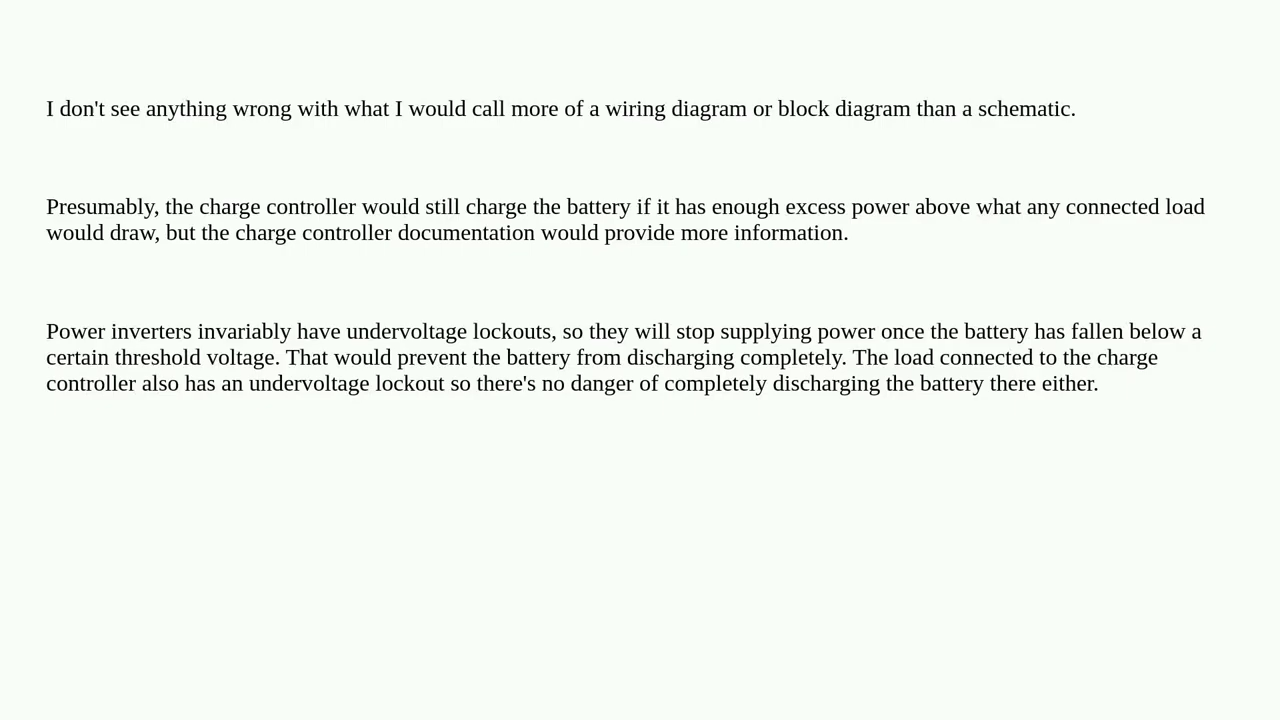 I don't see anything wrong with what I would call more of a wiring diagram or block diagram than a schematic.
Presumably, the charge controller would still charge the battery if it has enough excess power above what any connected load
would draw, but the charge controller documentation would provide more information.
Power inverters invariably have undervoltage lockouts, so they will stop supplying power once the battery has fallen below a
certain threshold voltage. That would prevent the battery from discharging completely. The load connected to the charge
controller also has an undervoltage lockout so there's no danger of completely discharging the battery there either.